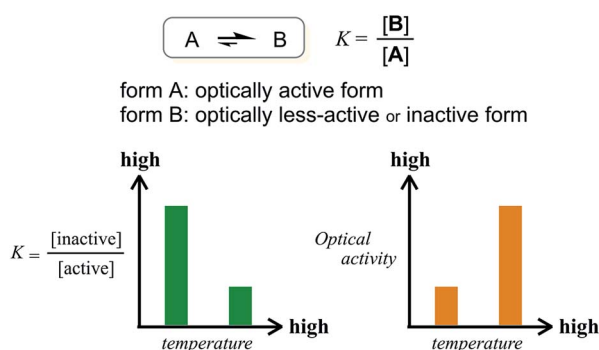 A ⇌ B
K = [B] / [A]
form A: optically active form
form B: optically less-active or inactive form
high
K = [inactive] / [active]
high
temperature
high
Optical
activity
high
temperature